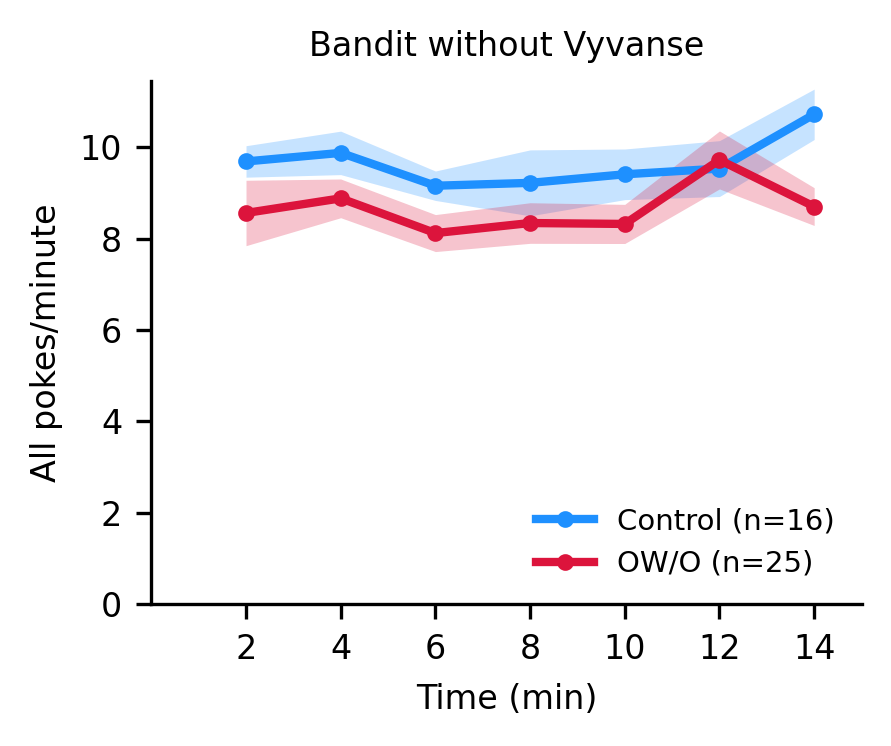 Bandit without Vyvanse
All pokes/minute
10
8
6
4
2
0
Control (n=16)
OW/O (n=25)
2 4 6 8 10 12 14
Time (min)